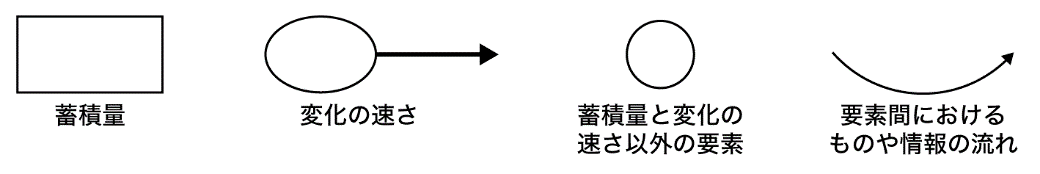 蓄積量
変化の速さ
蓄積量と変化の
速さ以外の要素
要素間における
ものや情報の流れ